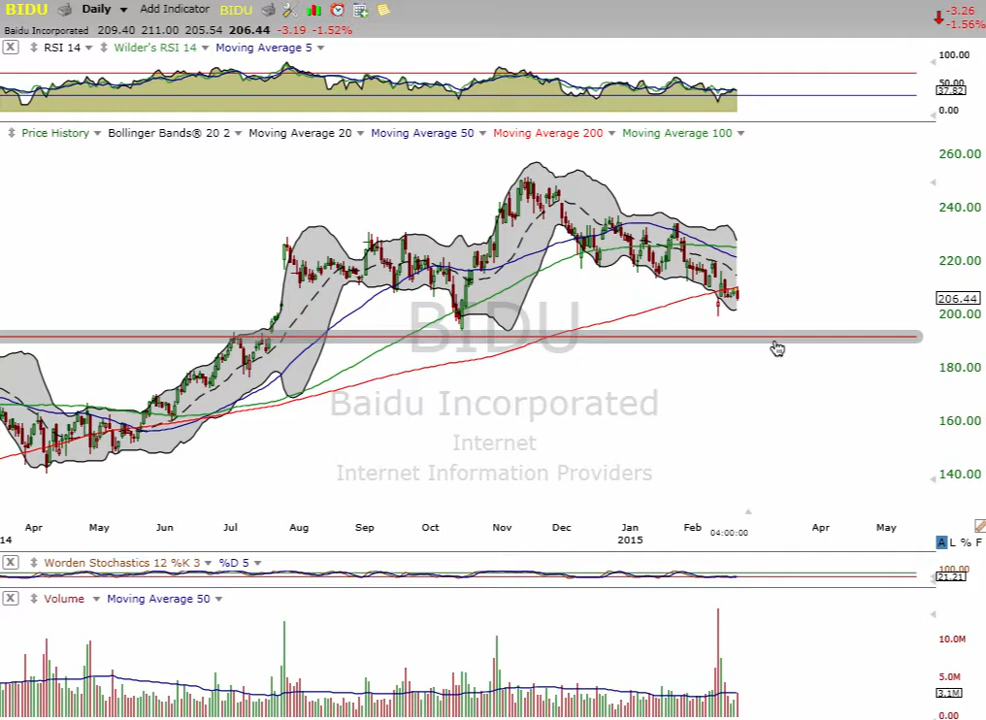 BIDU Daily Add Indicator BIDU -3.26
-1.56%
Baidu Incorporated 209.40 211.00 205.54 206.44 -3.19 -1.52%
X RSI 14 Wilder's RSI 14 Moving Average 5
100.00
50.00
37.82
0.00
Price History Bollinger Bands® 20 2 Moving Average 20 Moving Average 50 Moving Average 200 Moving Average 100
260.00
240.00
220.00
206.44
200.00
180.00
160.00
140.00
BIDU
Baidu Incorporated
Internet
Internet Information Providers
Apr May Jun Jul Aug Sep Oct Nov Dec Jan Feb Apr May
14 2015 04:00:00
A L % F
X Worden Stochastics 12 %K 3 %D 5
100.00
21.21
X Volume Moving Average 50
10.0M
5.0M
3.1M
0.00